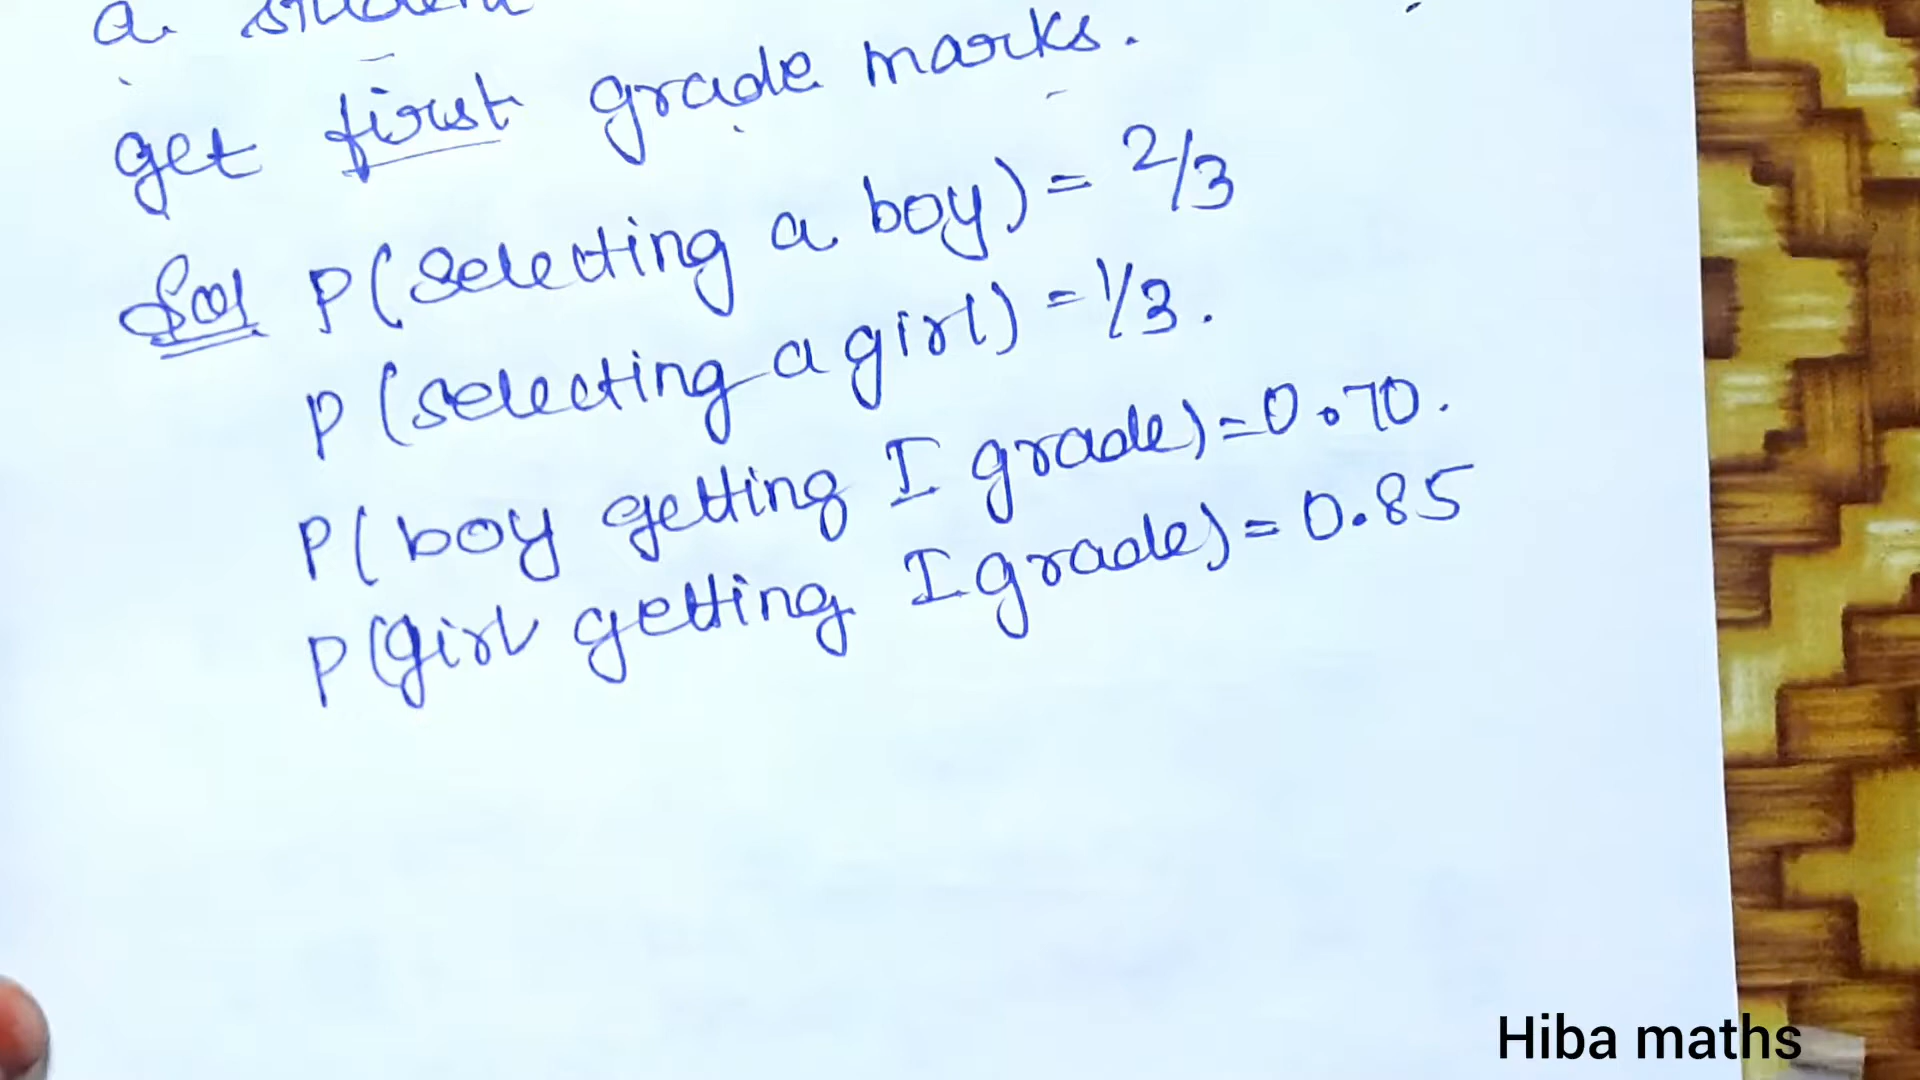 a student
get first grade marks.
Sol P(Selecting a boy) = 2/3
P(selecting a girl) = 1/3.
P(boy getting I grade) = 0.70.
P(girl getting I grade) = 0.85
Hiba maths